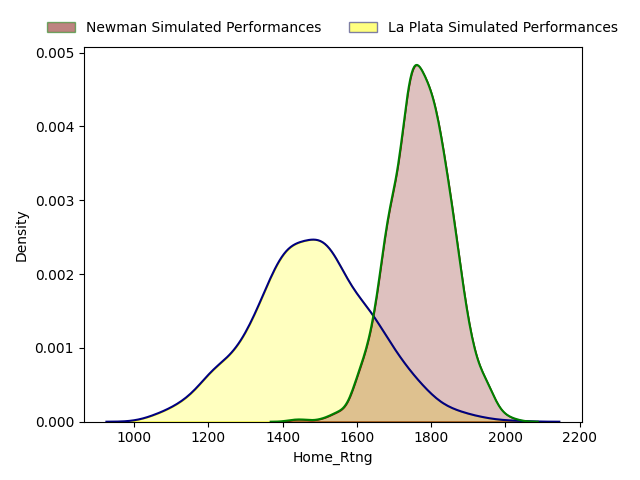 Newman Simulated Performances
La Plata Simulated Performances
0.005
0.004
0.003
0.002
0.001
0.000
Density
1000 1200 1400 1600 1800 2000 2200
Home_Rtng